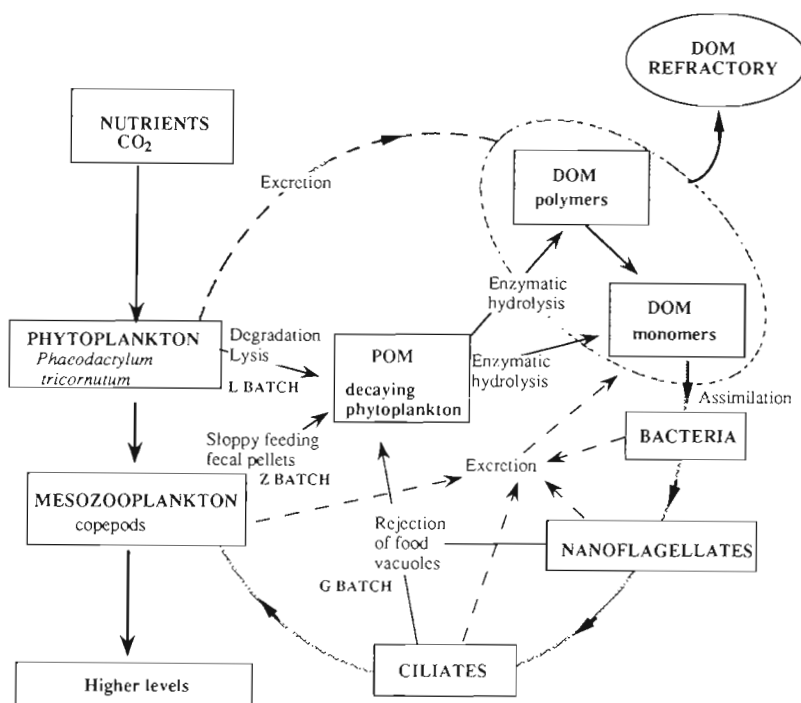 DOM
REFRACTORY
NUTRIENTS
CO2
Excretion
DOM
polymers
Enzymatic
hydrolysis
DOM
monomers
PHYTOPLANKTON
Phacodactylum
tricornutum
Degradation
Lysis
L BATCH
POM
decaying
phytoplankton
Enzymatic
hydrolysis
Assimilation
BACTERIA
Sloppy feeding
fecal pellets
Z BATCH
Excretion
MESOZOOPLANKTON
copepods
Rejection
of food
vacuoles
G BATCH
NANOFLAGELLATES
CILIATES
Higher levels